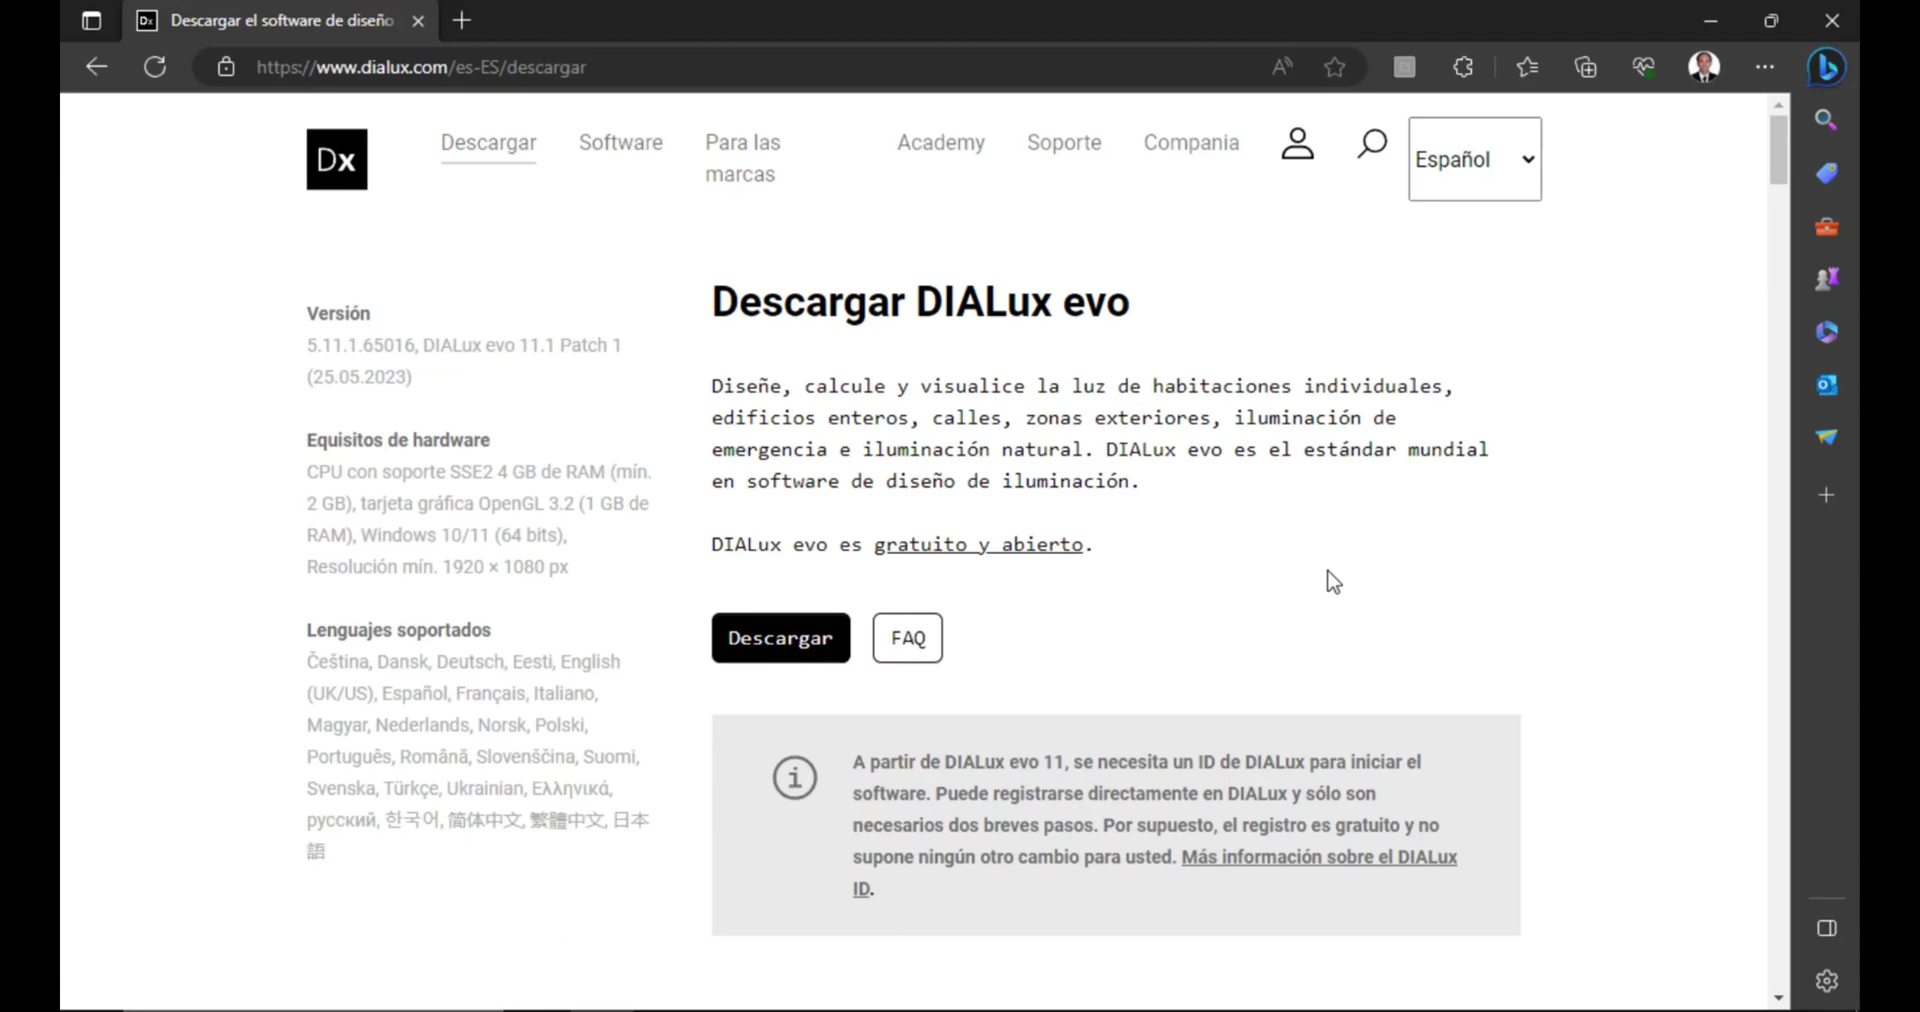 Descargar el software de diseño
https://www.dialux.com/es-ES/descargar
Dx
Descargar
Software
Para las
marcas
Academy
Soporte
Compania
Español
Versión
5.11.1.65016, DIALux evo 11.1 Patch 1
(25.05.2023)
Equisitos de hardware
CPU con soporte SSE2 4 GB de RAM (mín.
2 GB), tarjeta gráfica OpenGL 3.2 (1 GB de
RAM), Windows 10/11 (64 bits),
Resolución mín. 1920 × 1080 px
Lenguajes soportados
Čeština, Dansk, Deutsch, Eesti, English
(UK/US), Español, Français, Italiano,
Magyar, Nederlands, Norsk, Polski,
Português, Română, Slovenščina, Suomi,
Svenska, Türkçe, Ukrainian, Ελληνικά,
русский, 한국어, 简体中文, 繁體中文, 日本
語
Descargar DIALux evo
Diseñe, calcule y visualice la luz de habitaciones individuales,
edificios enteros, calles, zonas exteriores, iluminación de
emergencia e iluminación natural. DIALux evo es el estándar mundial
en software de diseño de iluminación.
DIALux evo es gratuito y abierto.
Descargar
FAQ
A partir de DIALux evo 11, se necesita un ID de DIALux para iniciar el
software. Puede registrarse directamente en DIALux y sólo son
necesarios dos breves pasos. Por supuesto, el registro es gratuito y no
supone ningún otro cambio para usted. Más información sobre el DIALux
ID.